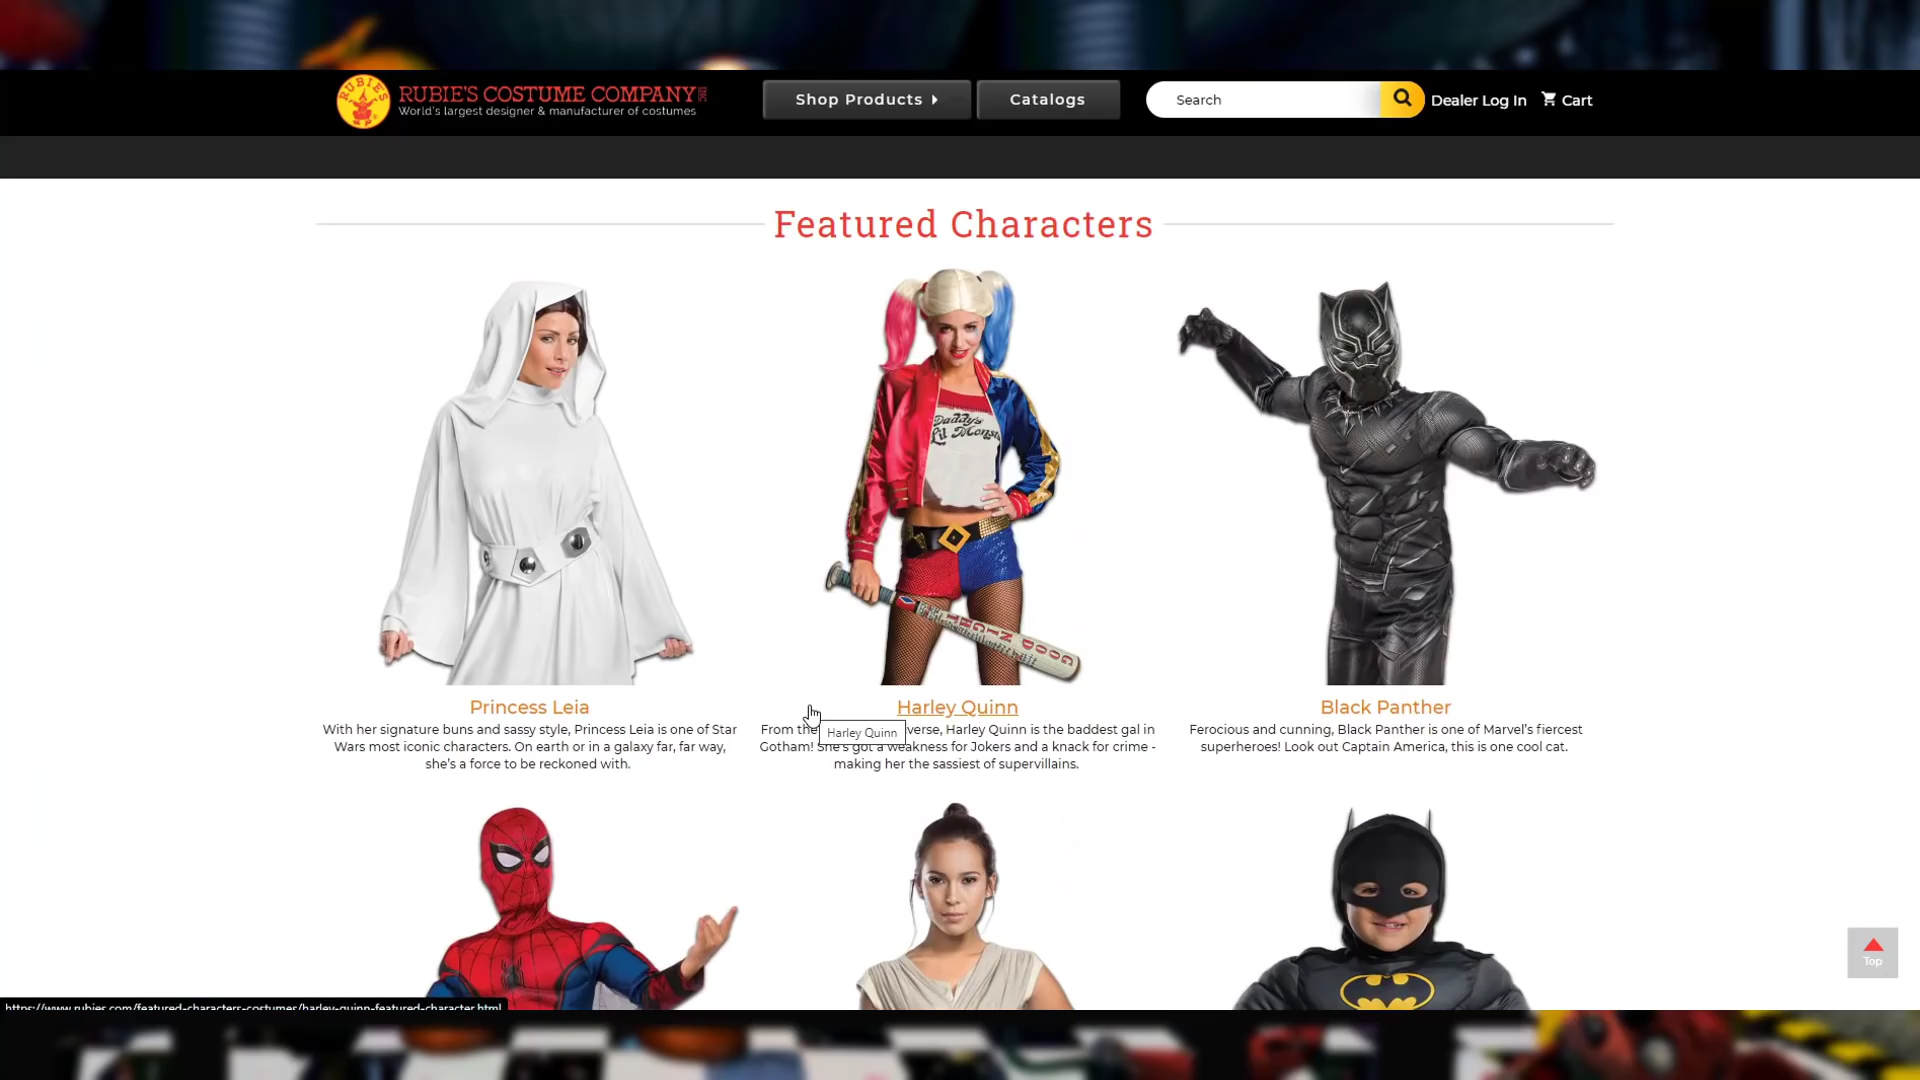 RUBIES
RUBIE'S COSTUME COMPANY INC
World's largest designer & manufacturer of costumes
Shop Products
Catalogs
Search
Dealer Log In
Cart
Featured Characters
Daddy's
Lil Mons
GOOD NIGHT
Princess Leia
With her signature buns and sassy style, Princess Leia is one of Star
Wars most iconic characters. On earth or in a galaxy far, far way,
she's a force to be reckoned with.
Harley Quinn
From the verse, Harley Quinn is the baddest gal in
Gotham! She's got a weakness for Jokers and a knack for crime -
making her the sassiest of supervillains.
Harley Quinn
Black Panther
Ferocious and cunning, Black Panther is one of Marvel's fiercest
superheroes! Look out Captain America, this is one cool cat.
Top
https://www.rubies.com/featured-characters-costumes/harley-quinn-featured-character.html